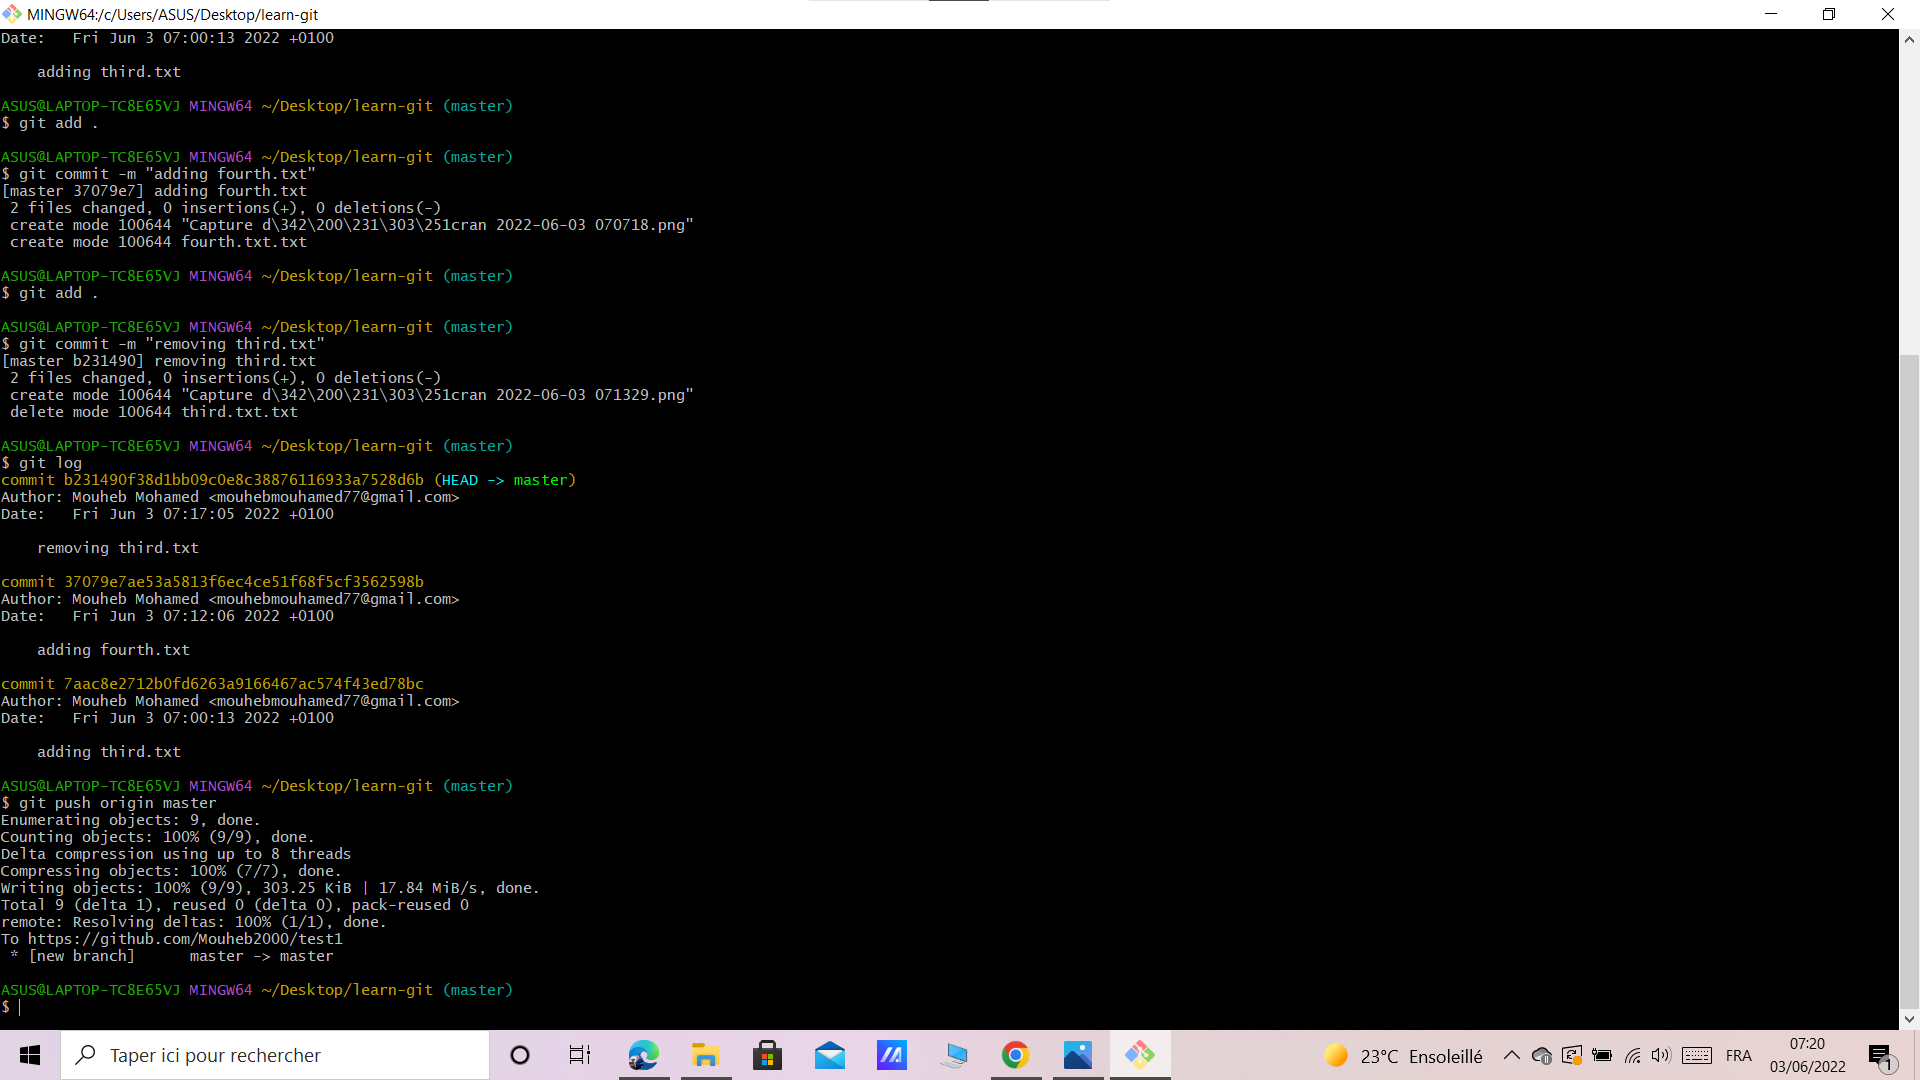 MINGW64:/c/Users/ASUS/Desktop/learn-git
Date:   Fri Jun 3 07:00:13 2022 +0100
    adding third.txt
ASUS@LAPTOP-TC8E65VJ MINGW64 ~/Desktop/learn-git (master)
$ git add .
ASUS@LAPTOP-TC8E65VJ MINGW64 ~/Desktop/learn-git (master)
$ git commit -m "adding fourth.txt"
[master 37079e7] adding fourth.txt
 2 files changed, 0 insertions(+), 0 deletions(-)
 create mode 100644 "Capture d\342\200\231\303\251cran 2022-06-03 070718.png"
 create mode 100644 fourth.txt.txt
ASUS@LAPTOP-TC8E65VJ MINGW64 ~/Desktop/learn-git (master)
$ git add .
ASUS@LAPTOP-TC8E65VJ MINGW64 ~/Desktop/learn-git (master)
$ git commit -m "removing third.txt"
[master b231490] removing third.txt
 2 files changed, 0 insertions(+), 0 deletions(-)
 create mode 100644 "Capture d\342\200\231\303\251cran 2022-06-03 071329.png"
 delete mode 100644 third.txt.txt
ASUS@LAPTOP-TC8E65VJ MINGW64 ~/Desktop/learn-git (master)
$ git log
commit b231490f38d1bb09c0e8c38876116933a7528d6b (HEAD -> master)
Author: Mouheb Mohamed <mouhebmouhamed77@gmail.com>
Date:   Fri Jun 3 07:17:05 2022 +0100
    removing third.txt
commit 37079e7ae53a5813f6ec4ce51f68f5cf3562598b
Author: Mouheb Mohamed <mouhebmouhamed77@gmail.com>
Date:   Fri Jun 3 07:12:06 2022 +0100
    adding fourth.txt
commit 7aac8e2712b0fd6263a9166467ac574f43ed78bc
Author: Mouheb Mohamed <mouhebmouhamed77@gmail.com>
Date:   Fri Jun 3 07:00:13 2022 +0100
    adding third.txt
ASUS@LAPTOP-TC8E65VJ MINGW64 ~/Desktop/learn-git (master)
$ git push origin master
Enumerating objects: 9, done.
Counting objects: 100% (9/9), done.
Delta compression using up to 8 threads
Compressing objects: 100% (7/7), done.
Writing objects: 100% (9/9), 303.25 KiB | 17.84 MiB/s, done.
Total 9 (delta 1), reused 0 (delta 0), pack-reused 0
remote: Resolving deltas: 100% (1/1), done.
To https://github.com/Mouheb2000/test1
 * [new branch]      master -> master
ASUS@LAPTOP-TC8E65VJ MINGW64 ~/Desktop/learn-git (master)
$
Taper ici pour rechercher
23°C Ensoleillé
FRA
07:20
03/06/2022
1